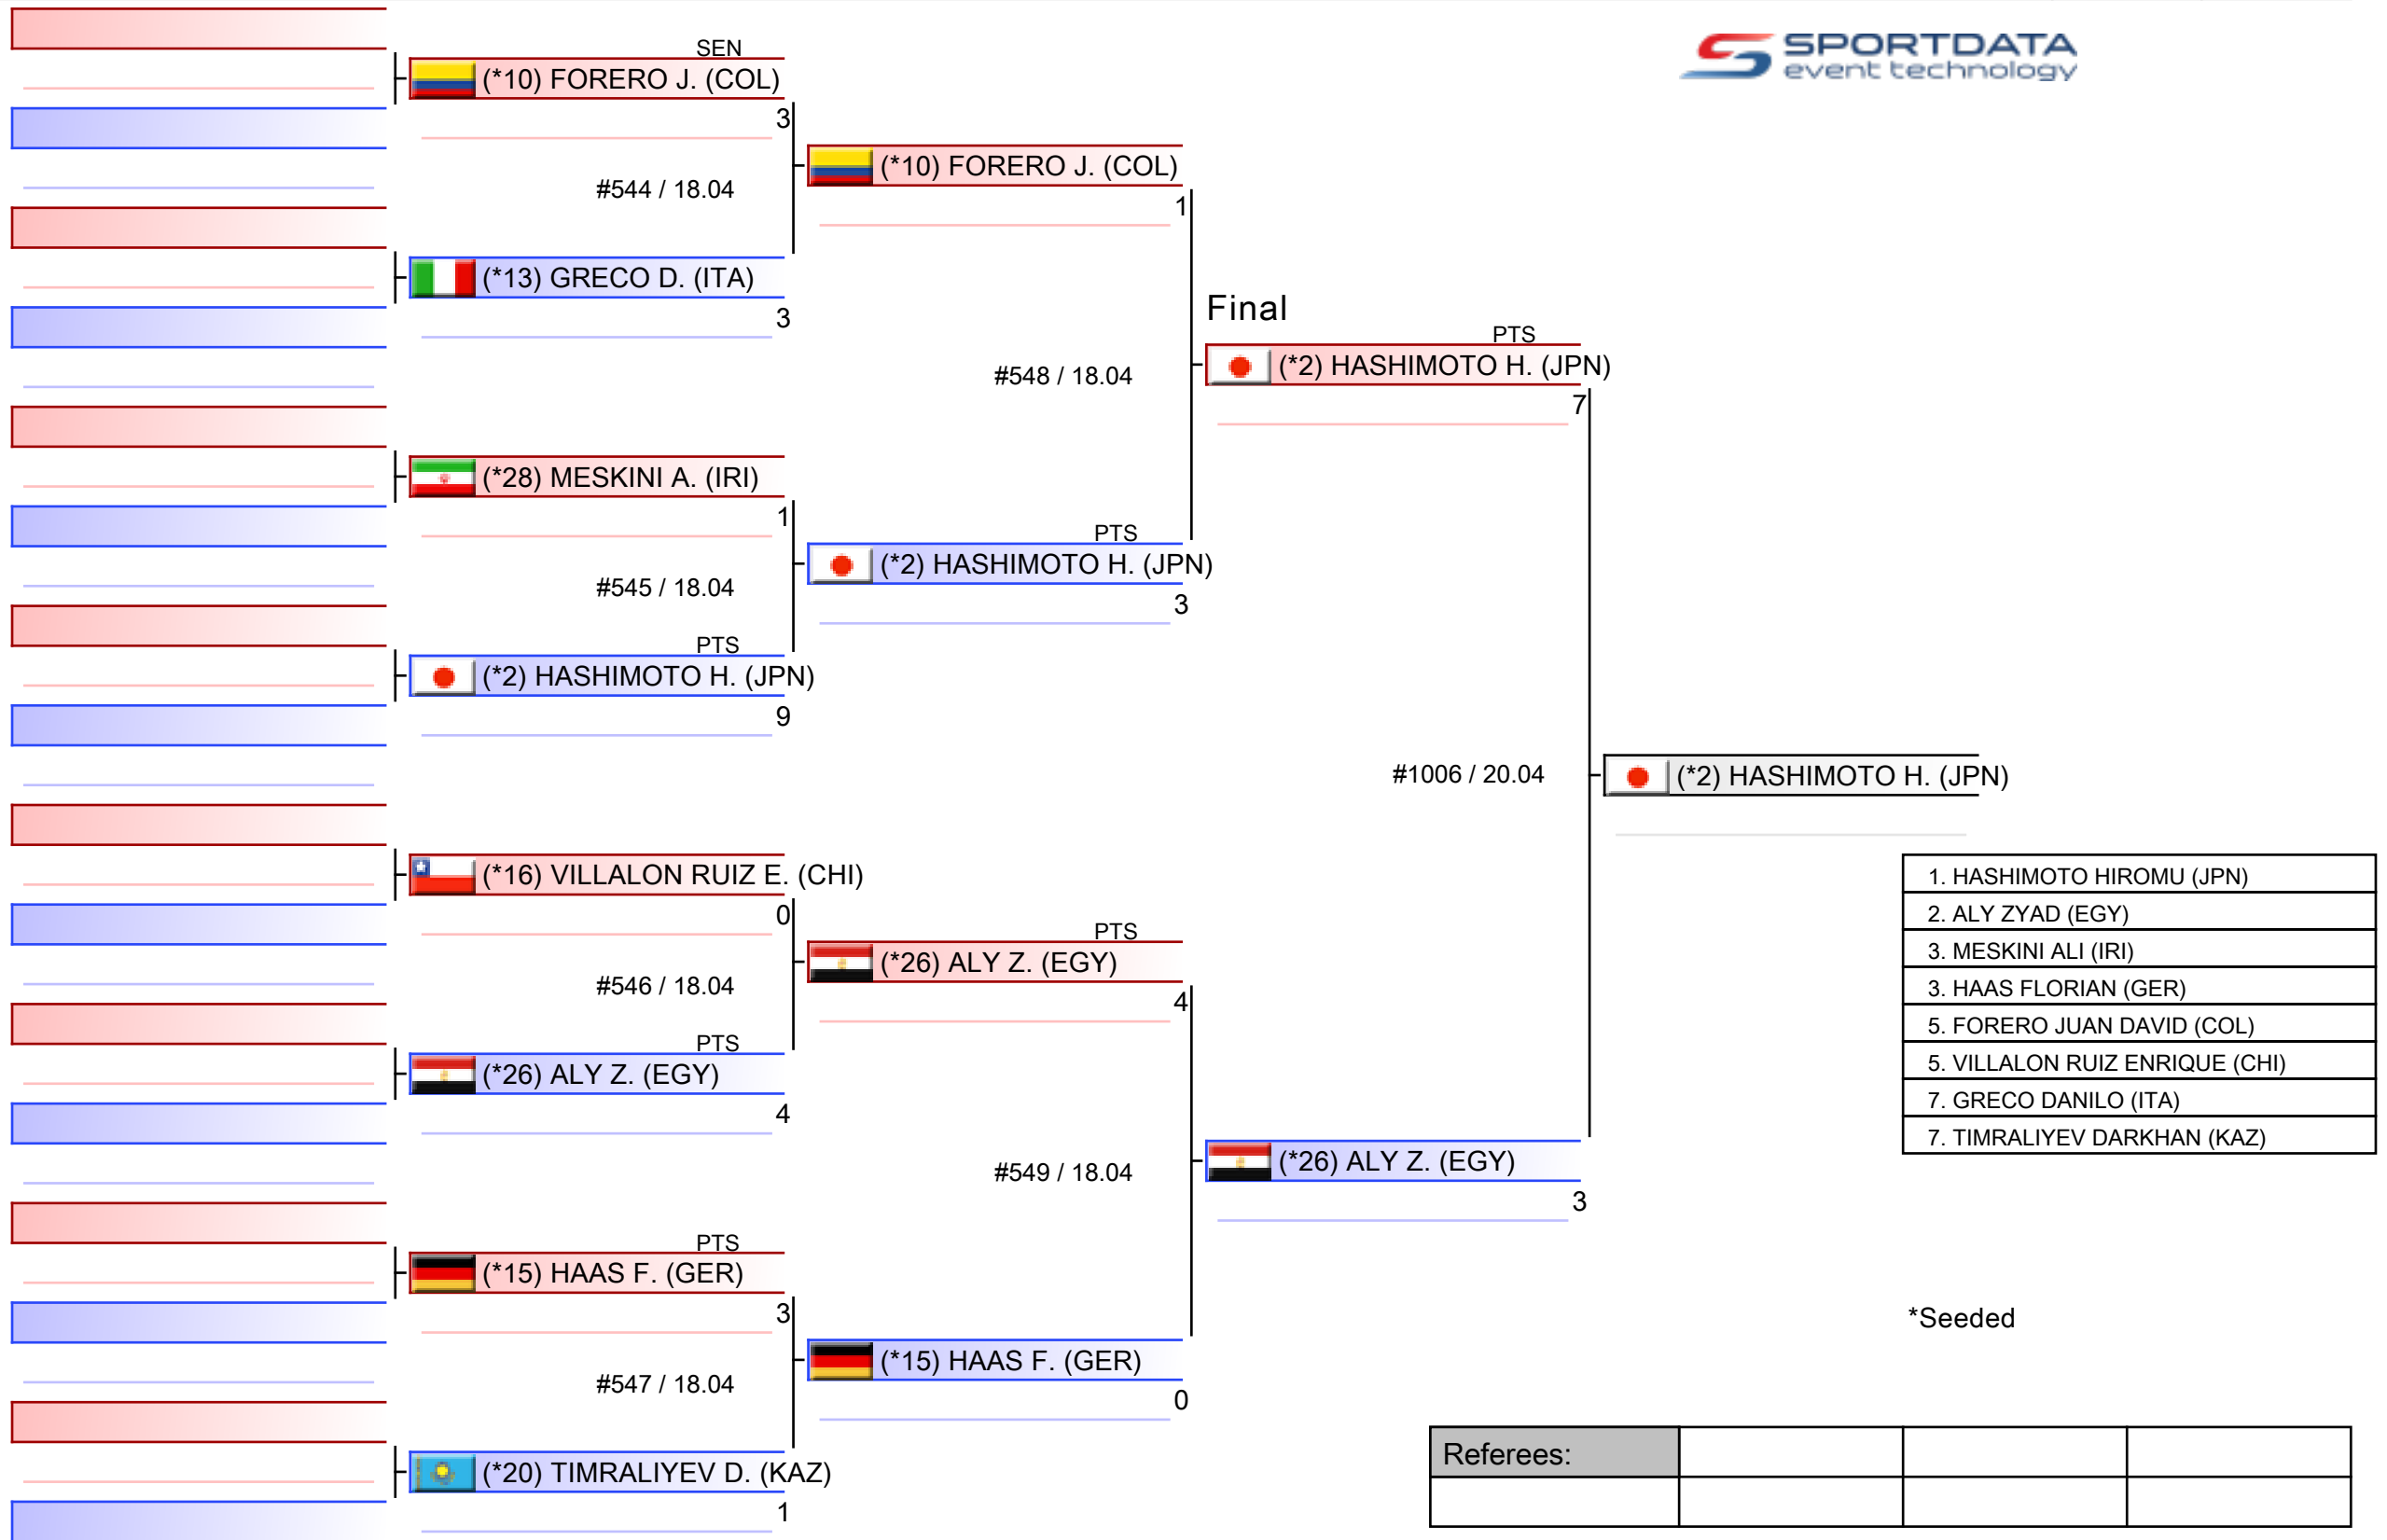 SPORTDATA
event technology
SEN
(*10) FORERO J. (COL)
3
#544 / 18.04
(*13) GRECO D. (ITA)
3
(*28) MESKINI A. (IRI)
1
#545 / 18.04
PTS
(*2) HASHIMOTO H. (JPN)
9
(*16) VILLALON RUIZ E. (CHI)
0
#546 / 18.04
PTS
(*26) ALY Z. (EGY)
4
PTS
(*15) HAAS F. (GER)
3
#547 / 18.04
(*20) TIMRALIYEV D. (KAZ)
1
(*10) FORERO J. (COL)
1
#548 / 18.04
PTS
(*2) HASHIMOTO H. (JPN)
3
PTS
(*26) ALY Z. (EGY)
4
#549 / 18.04
(*15) HAAS F. (GER)
0
Final
PTS
(*2) HASHIMOTO H. (JPN)
7
#1006 / 20.04
(*26) ALY Z. (EGY)
3
(*2) HASHIMOTO H. (JPN)
1. HASHIMOTO HIROMU (JPN)
2. ALY ZYAD (EGY)
3. MESKINI ALI (IRI)
3. HAAS FLORIAN (GER)
5. FORERO JUAN DAVID (COL)
5. VILLALON RUIZ ENRIQUE (CHI)
7. GRECO DANILO (ITA)
7. TIMRALIYEV DARKHAN (KAZ)
*Seeded
Referees: